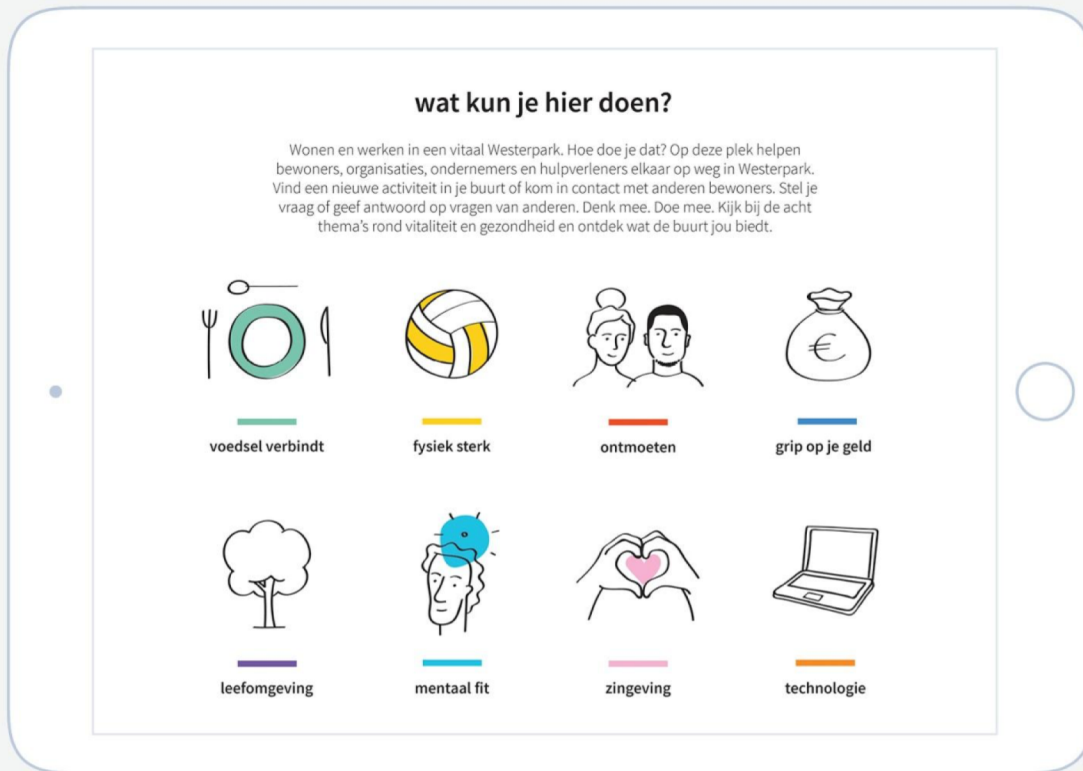 wat kun je hier doen?
Wonen en werken in een vitaal Westerpark. Hoe doe je dat? Op deze plek helpen
bewoners, organisaties, ondernemers en hulpverleners elkaar op weg in Westerpark.
Vind een nieuwe activiteit in je buurt of kom in contact met anderen bewoners. Stel je
vraag of geef antwoord op vragen van anderen. Denk mee. Doe mee. Kijk bij de acht
thema's rond vitaliteit en gezondheid en ontdek wat de buurt jou biedt.
€
voedsel verbindt
fysiek sterk
ontmoeten
grip op je geld
leefomgeving
mentaal fit
zingeving
technologie